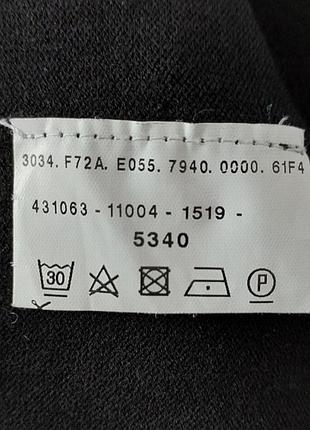 3034. F72A. E055. 7940. 0000. 61F4
431063 - 11004 - 1519 -
5340
30 P